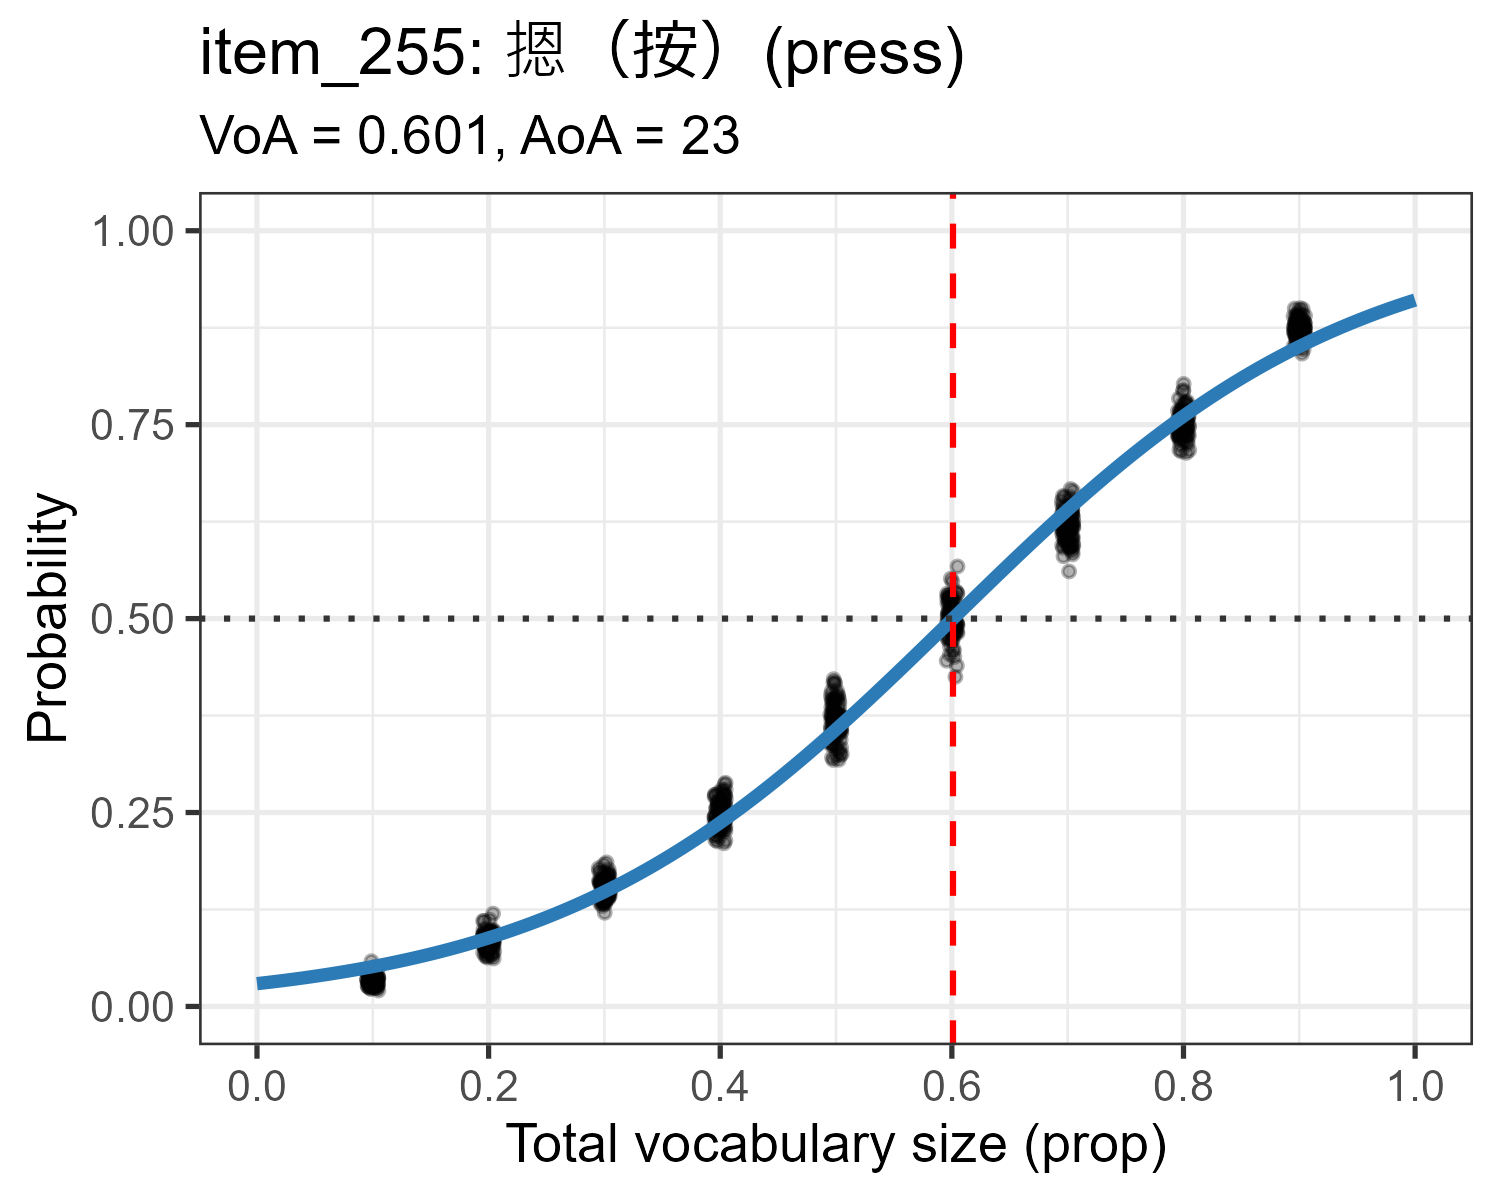 item_255: 摁（按）(press)
VoA = 0.601, AoA = 23
Probability
1.00
0.75
0.50
0.25
0.00
0.0 0.2 0.4 0.6 0.8 1.0
Total vocabulary size (prop)